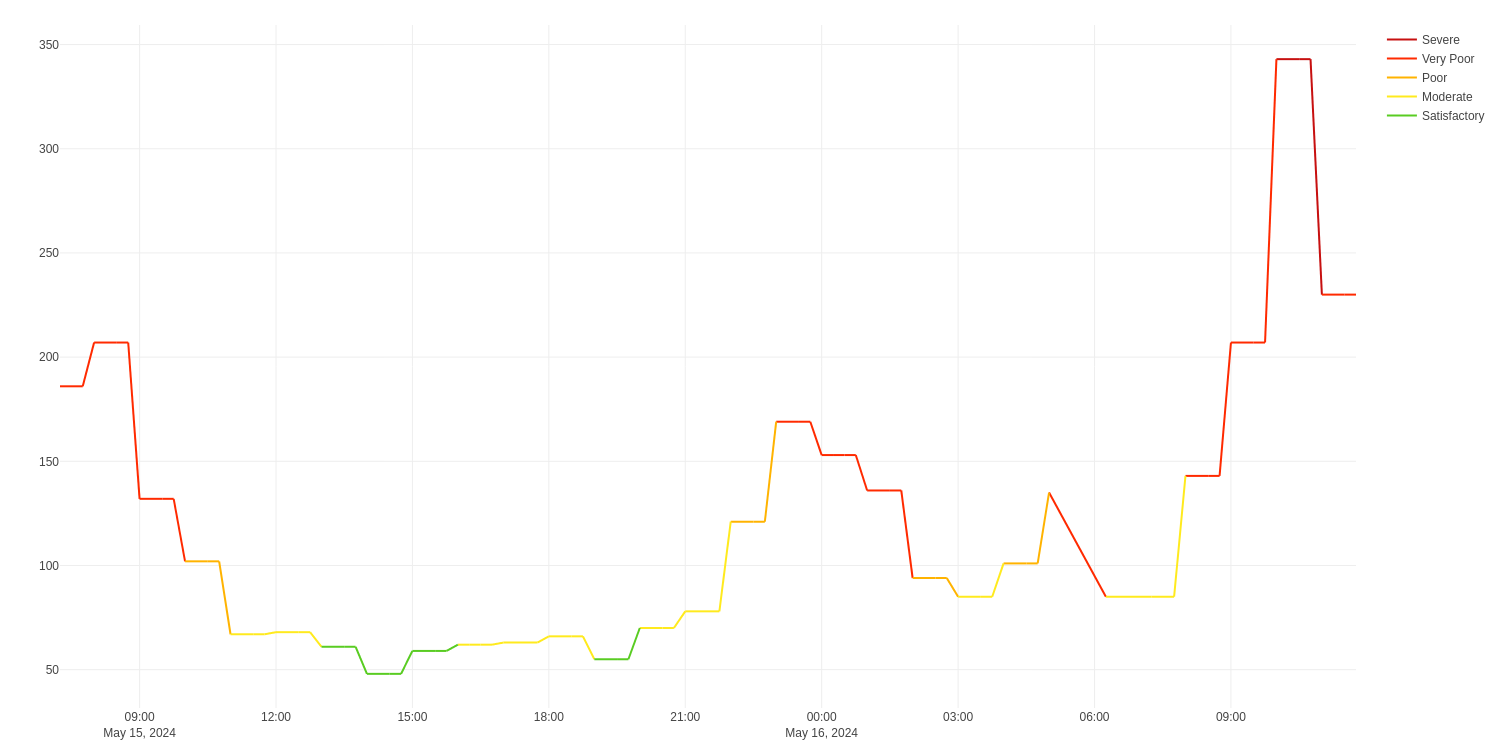 350
300
250
200
150
100
50
09:00
May 15, 2024
12:00
15:00
18:00
21:00
00:00
May 16, 2024
03:00
06:00
09:00
Severe
Very Poor
Poor
Moderate
Satisfactory